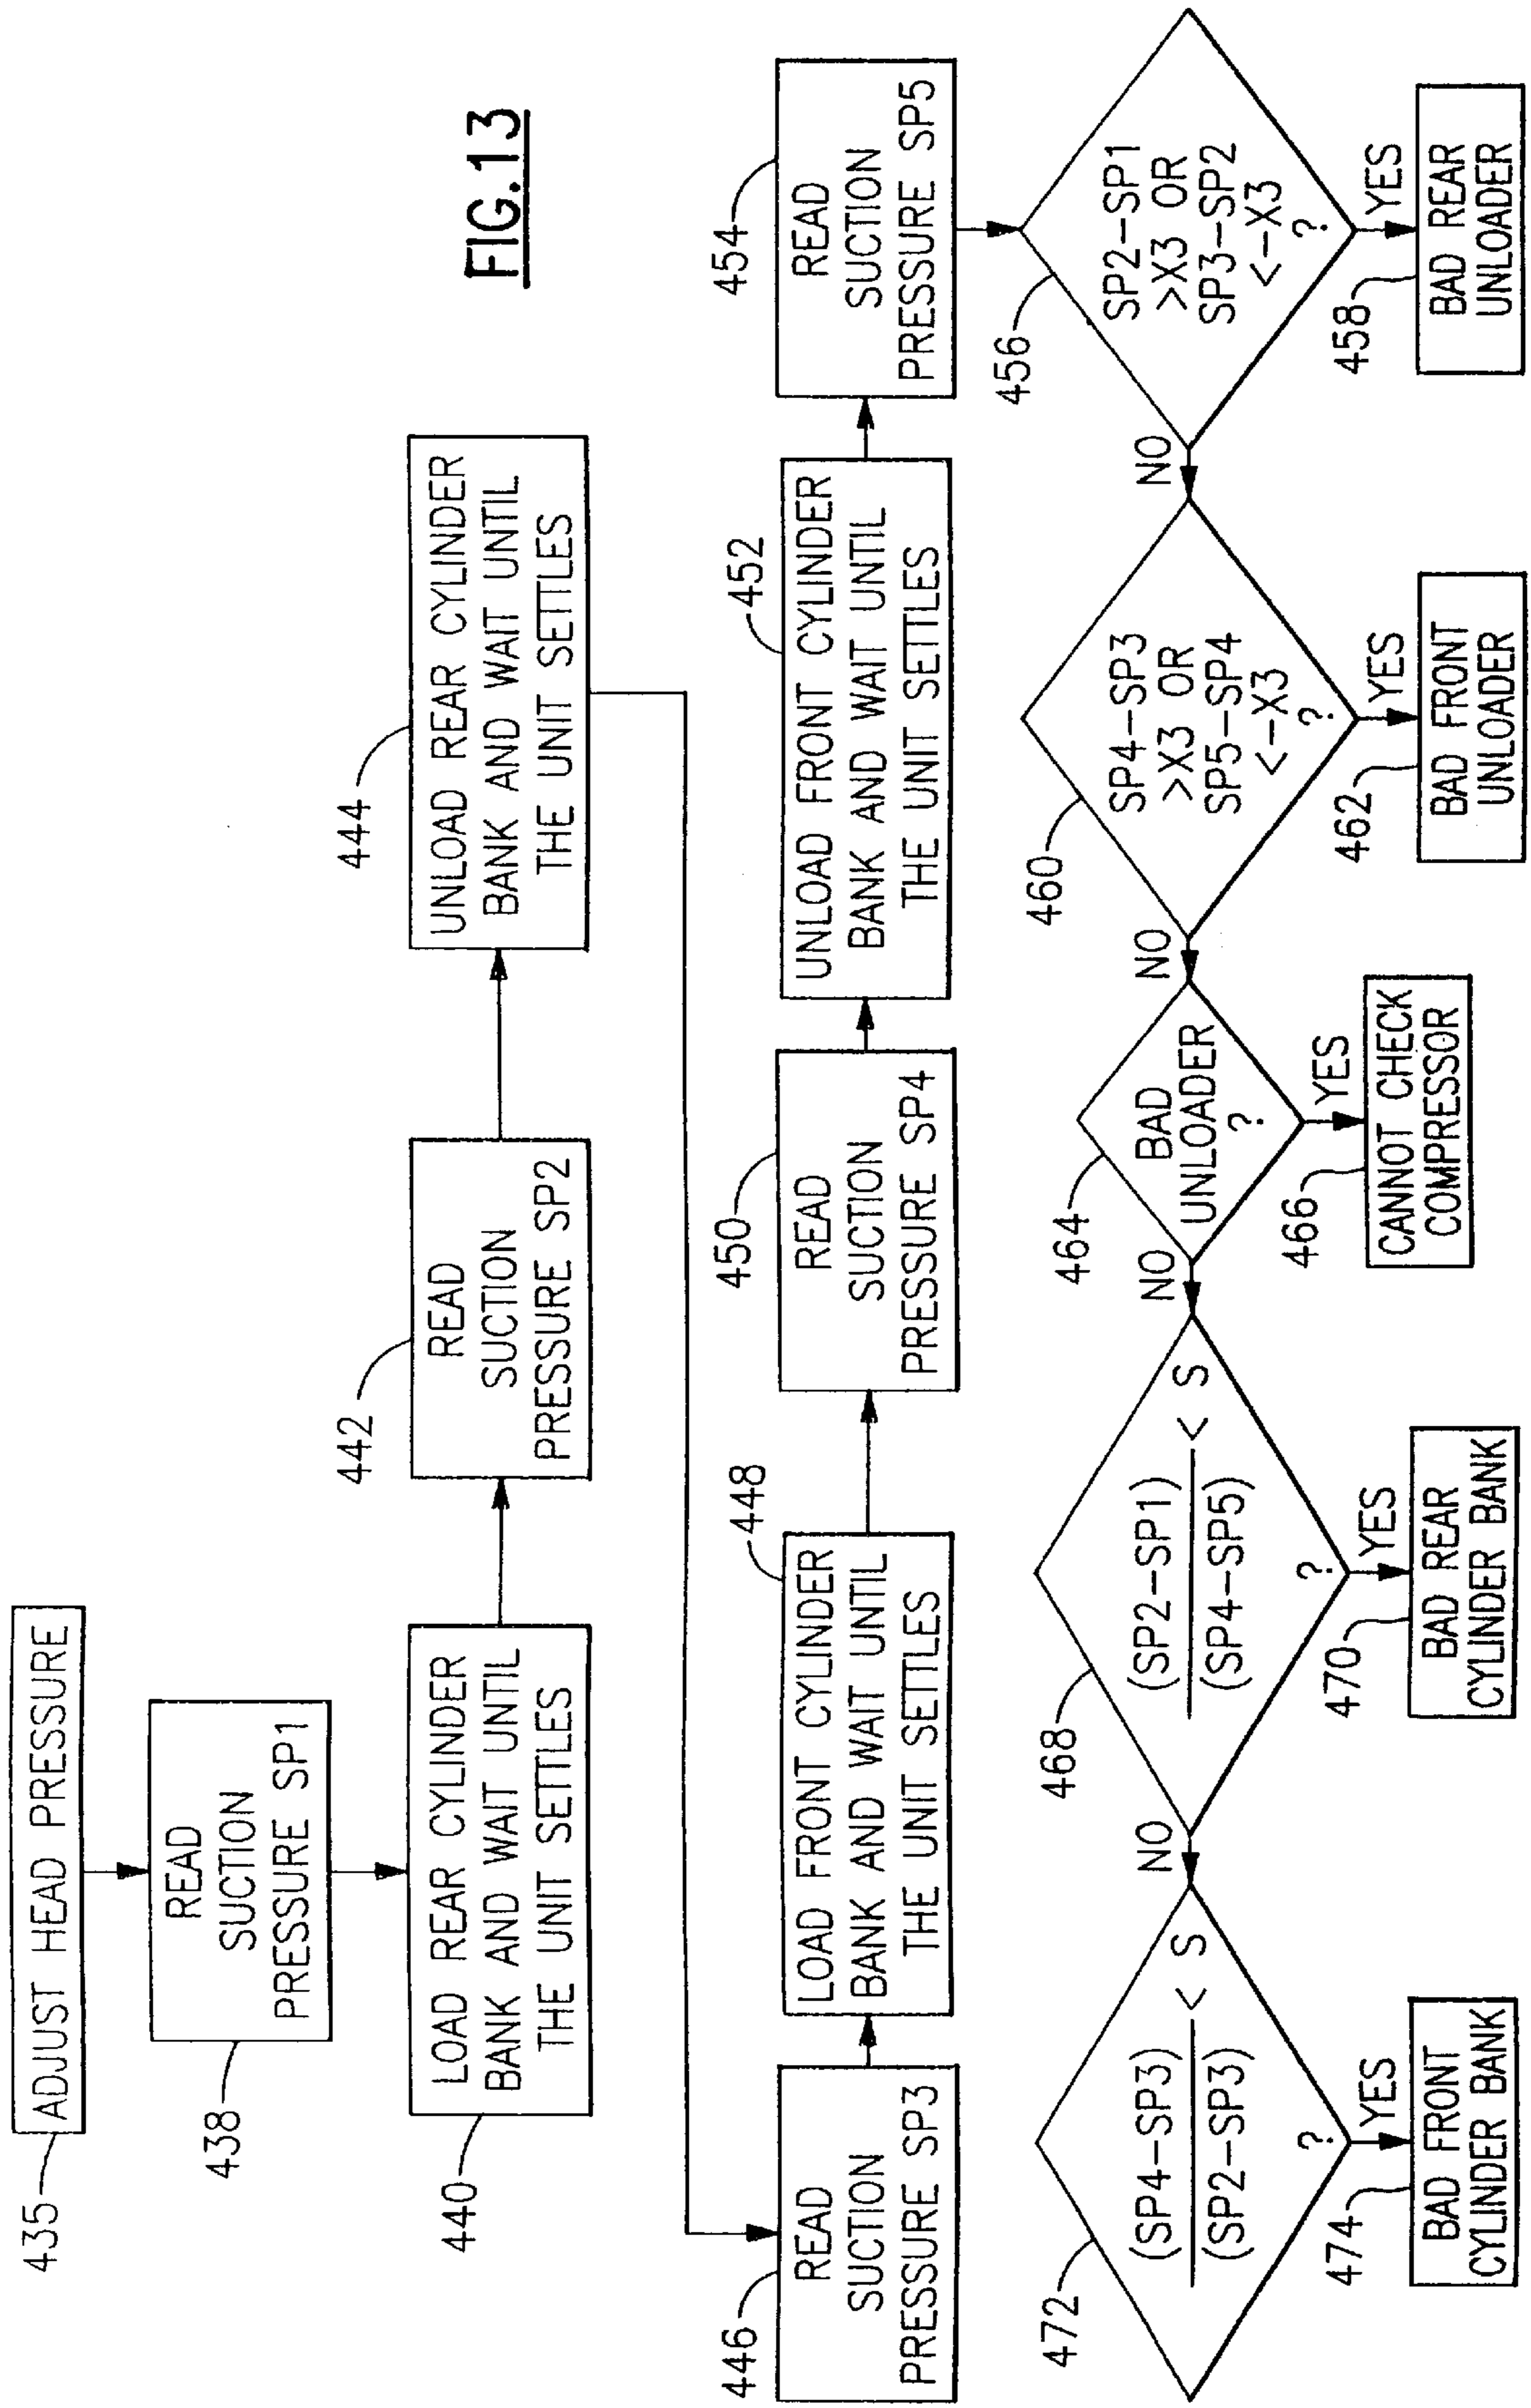 FIG.13
435
ADJUST HEAD PRESSURE
438
READ
SUCTION
PRESSURE SP1
440
LOAD REAR CYLINDER
BANK AND WAIT UNTIL
THE UNIT SETTLES
442
READ
SUCTION
PRESSURE SP2
444
UNLOAD REAR CYLINDER
BANK AND WAIT UNTIL
THE UNIT SETTLES
446
READ
SUCTION
PRESSURE SP3
448
LOAD FRONT CYLINDER
BANK AND WAIT UNTIL
THE UNIT SETTLES
450
READ
SUCTION
PRESSURE SP4
452
UNLOAD FRONT CYLINDER
BANK AND WAIT UNTIL
THE UNIT SETTLES
454
READ
SUCTION
PRESSURE SP5
456
SP2-SP1
>X3 OR
SP3-SP2
<-X3
?
YES
458
BAD REAR
UNLOADER
NO
460
SP4-SP3
>X3 OR
SP5-SP4
<-X3
?
YES
462
BAD FRONT
UNLOADER
NO
464
BAD
UNLOADER
?
YES
466
CANNOT CHECK
COMPRESSOR
NO
468
(SP2-SP1)
(SP4-SP5)
< S
?
YES
470
BAD REAR
CYLINDER BANK
NO
472
(SP4-SP3)
(SP2-SP3)
< S
?
YES
474
BAD FRONT
CYLINDER BANK